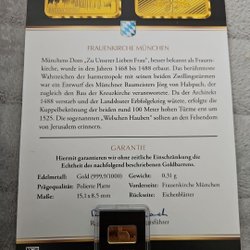 FRAUENKIRCHE MÜNCHEN
Münchens Dom „Zu Unserer Lieben Frau", besser bekannt als Frauen-
kirche, wurde in den Jahren 1468 bis 1488 erbaut. Das berühmteste
Wahrzeichen der Isarmetropole mit seinen beiden Zwillingstürmen
war ein Entwurf des Münchner Baumeisters Jörg von Halspach, der
zugleich den Bau der Kreuzkirche verantwortete. Da der Architekt
1488 verstarb und der Landshuter Erbfolgekrieg wütete, erfolgte die
Kuppelbekrönung der beiden rund 100 Meter hohen Türme erst um
1525. Die sogenannten „Welschen Hauben" sollten an den Felsendom
von Jerusalem erinnern.
GARANTIE
Hiermit garantieren wir ohne zeitliche Einschränkung die
Echtheit des nachfolgend beschriebenen Goldbarrens.
Edelmetall: Gold (999.9/1000) Gewicht: 0,31 g
Prägequalität: Polierte Platte Vorderseite: Frauenkirche München
Maße: 15,1 x 8,5 mm Rückseite: Eichenblätter